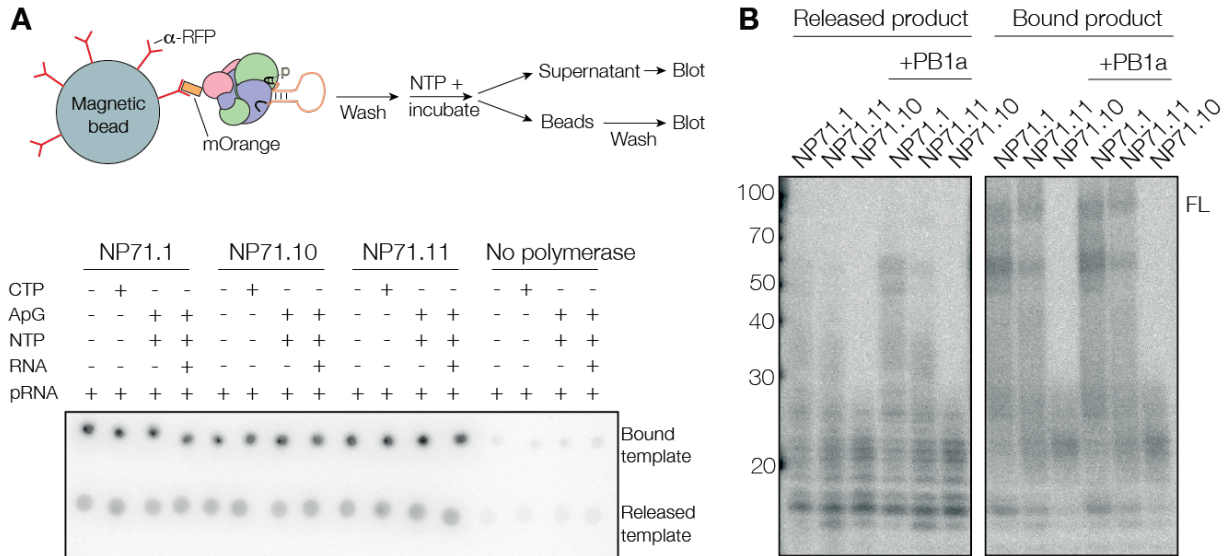 A
α-RFP
Magnetic
bead
mOrange
Wash
NTP +
incubate
Supernatant
Blot
Beads
Wash
Blot
NP71.1 NP71.10 NP71.11 No polymerase
CTP - + - - - + - - - + - - - + - -
ApG - - + + - - + + - - + + - - + +
NTP - - + + - - + + - - + + - - + +
RNA - - - + - - - + - - - + - - - +
pRNA + + + + + + + + + + + + + + + +
Bound
template
Released
template
B
Released product Bound product
+PB1a +PB1a
NP71.1 NP71.11 NP71.10 NP71.1 NP71.11 NP71.10 NP71.1 NP71.11 NP71.10 NP71.1 NP71.11 NP71.10
100
FL
70
50
40
30
20